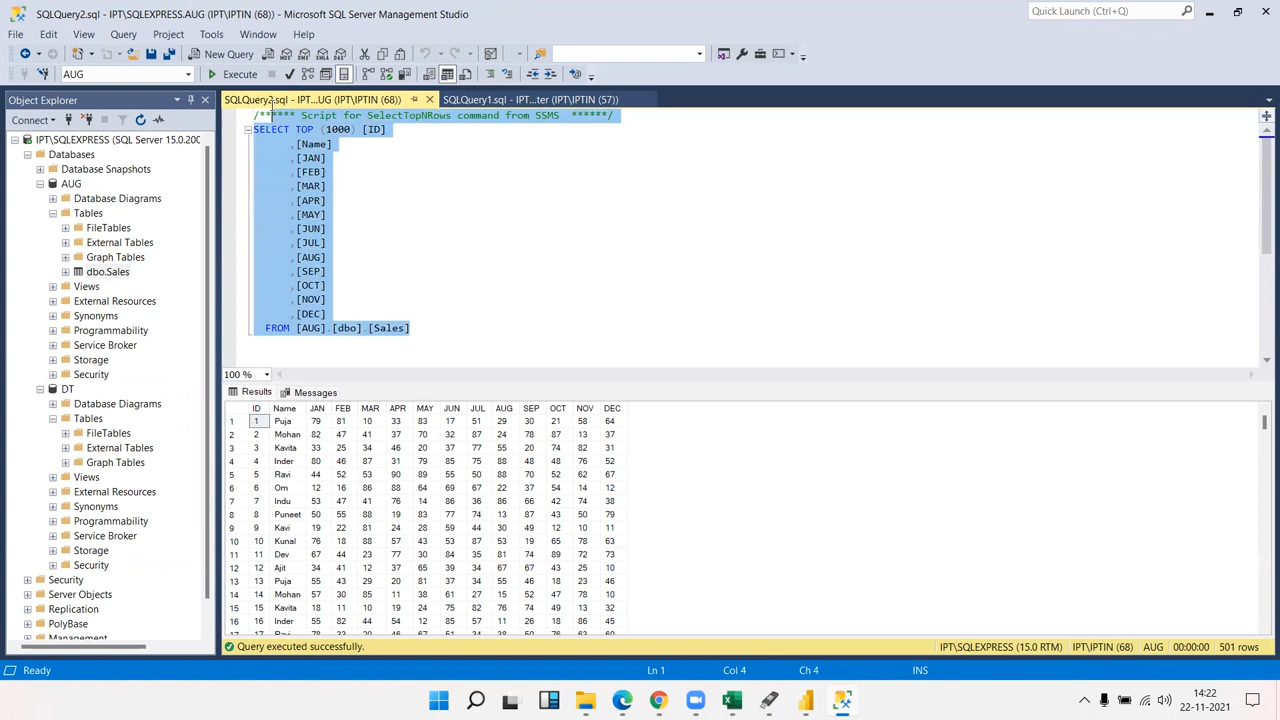 SQLQuery2.sql - IPT\SQLEXPRESS.AUG (IPT\IPTIN (68))* - Microsoft SQL Server Management Studio
Quick Launch (Ctrl+Q)
File Edit View Query Project Tools Window Help
New Query
MDX DMX XMLA DAX
AUG
Execute
Object Explorer
SQLQuery2.sql - IPT...UG (IPT\IPTIN (68))
SQLQuery1.sql - IPT...ter (IPT\IPTIN (57))
Connect
IPT\SQLEXPRESS (SQL Server 15.0.200
Databases
Database Snapshots
AUG
Database Diagrams
Tables
FileTables
External Tables
Graph Tables
dbo.Sales
Views
External Resources
Synonyms
Programmability
Service Broker
Storage
Security
DT
Database Diagrams
Tables
FileTables
External Tables
Graph Tables
Views
External Resources
Synonyms
Programmability
Service Broker
Storage
Security
Security
Server Objects
Replication
PolyBase
Management
/****** Script for SelectTopNRows command from SSMS ******/
SELECT TOP (1000) [ID]
,[Name]
,[JAN]
,[FEB]
,[MAR]
,[APR]
,[MAY]
,[JUN]
,[JUL]
,[AUG]
,[SEP]
,[OCT]
,[NOV]
,[DEC]
FROM [AUG].[dbo].[Sales]
100 %
Results Messages
ID Name JAN FEB MAR APR MAY JUN JUL AUG SEP OCT NOV DEC
1 1 Puja 79 81 10 33 83 17 51 29 30 21 58 64
2 2 Mohan 82 47 41 37 70 32 87 24 78 87 13 37
3 3 Kavita 33 25 34 46 20 37 77 55 20 74 82 31
4 4 Inder 80 46 87 31 79 85 75 88 48 48 76 52
5 5 Ravi 44 52 53 90 89 55 50 88 70 52 62 67
6 6 Om 12 16 86 88 64 69 67 22 37 54 14 12
7 7 Indu 53 47 41 76 14 86 36 86 66 42 74 38
8 8 Puneet 50 55 88 19 83 77 74 13 87 43 50 79
9 9 Kavi 19 22 81 24 28 59 44 30 49 12 10 11
10 10 Kunal 76 18 88 57 43 53 87 53 19 65 78 63
11 11 Dev 67 44 23 77 30 84 35 81 74 89 72 73
12 12 Ajit 34 41 12 37 65 39 34 67 67 43 25 10
13 13 Puja 55 43 29 20 81 37 34 55 46 18 23 46
14 14 Mohan 57 30 85 11 38 61 27 15 52 47 78 10
15 15 Kavita 18 11 10 19 24 75 82 76 74 49 13 32
16 16 Inder 55 82 44 54 12 85 57 11 26 18 86 45
17 17 Ravi 78 33 20 46 67 51 34 38 50 76 63 60
Query executed successfully.
IPT\SQLEXPRESS (15.0 RTM) IPT\IPTIN (68) AUG 00:00:00 501 rows
Ready
Ln 1 Col 4 Ch 4 INS
14:22
22-11-2021